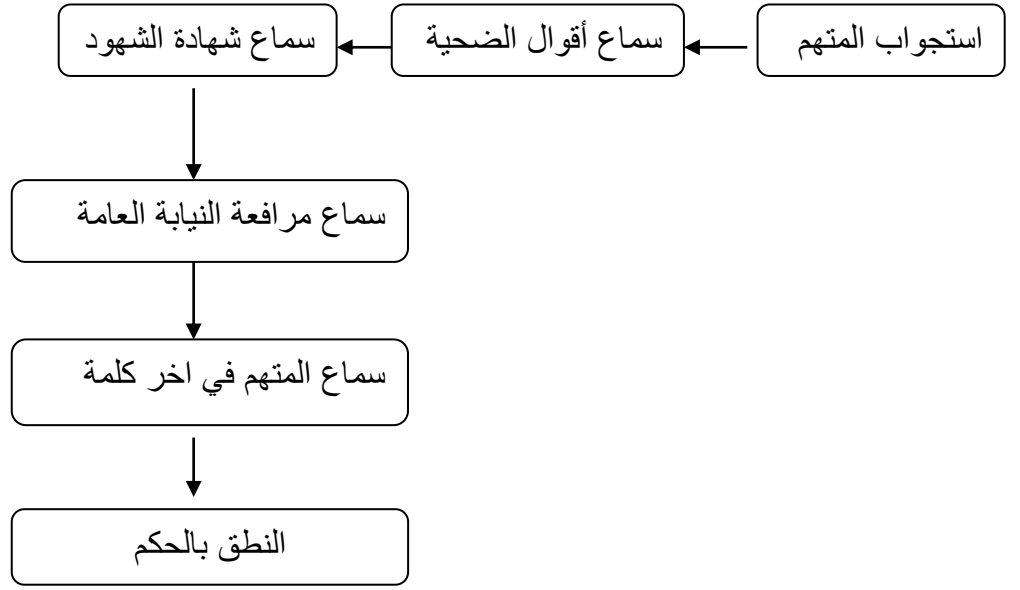 استجواب المتهم
سماع أقوال الضحية
سماع شهادة الشهود
سماع مرافعة النيابة العامة
سماع المتهم في اخر كلمة
النطق بالحكم